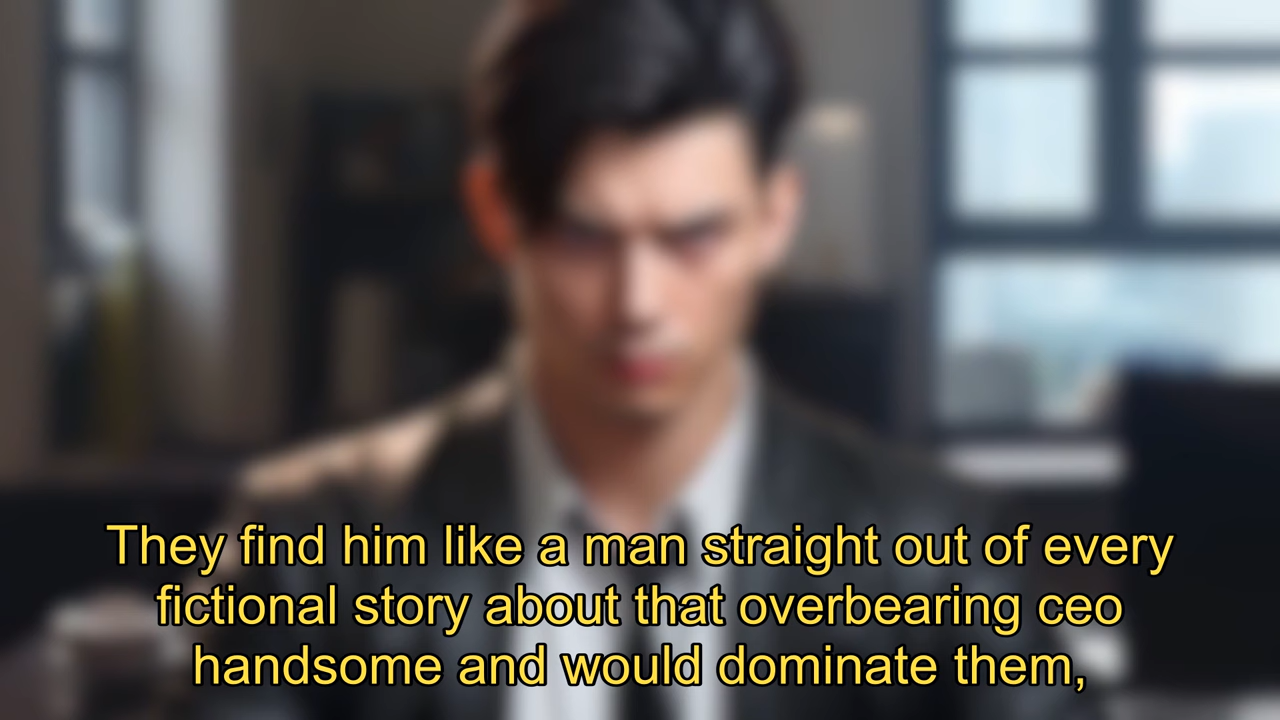 They find him like a man straight out of every
fictional story about that overbearing ceo
handsome and would dominate them,